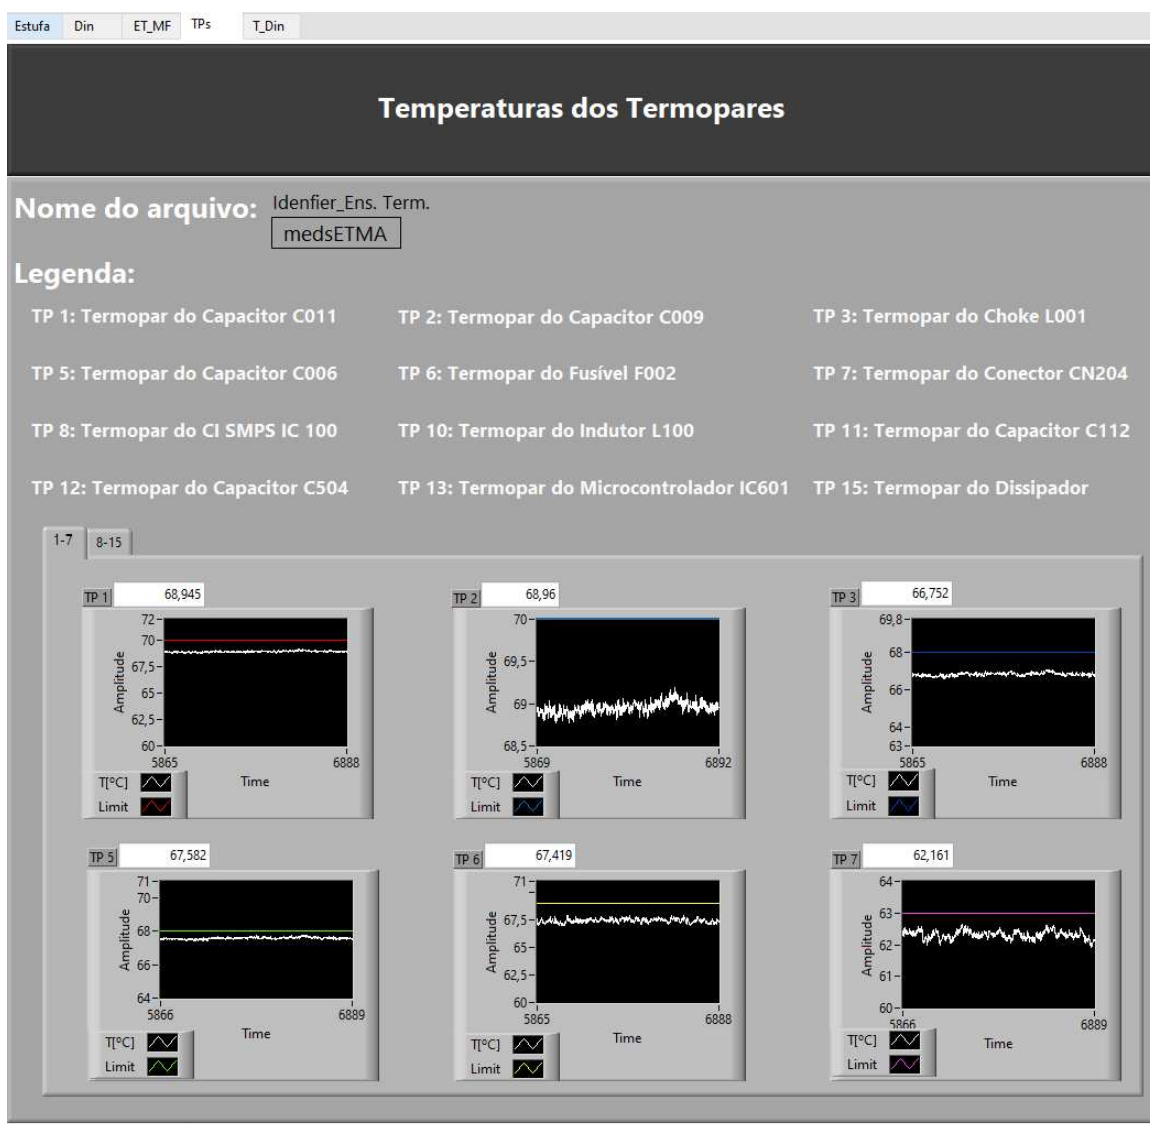 Estufa Din ET_MF TPs T_Din
Temperaturas dos Termopares
Nome do arquivo: Idenfier_Ens. Term.
medsETMA
Legenda:
TP 1: Termopar do Capacitor C011 TP 2: Termopar do Capacitor C009 TP 3: Termopar do Choke L001
TP 5: Termopar do Capacitor C006 TP 6: Termopar do Fusível F002 TP 7: Termopar do Conector CN204
TP 8: Termopar do CI SMPS IC 100 TP 10: Termopar do Indutor L100 TP 11: Termopar do Capacitor C112
TP 12: Termopar do Capacitor C504 TP 13: Termopar do Microcontrolador IC601 TP 15: Termopar do Dissipador
1-7 8-15
TP 1 68,945
72
70
67,5
65
62,5
60
Amplitude
5865 6888
Time
T[ºC]
Limit
TP 2 68,96
70
69,5
69
68,5
Amplitude
5869 6892
Time
T[ºC]
Limit
TP 3 66,752
69,8
68
66
64
63
Amplitude
5865 6888
Time
T[ºC]
Limit
TP 5 67,582
71
70
68
66
64
Amplitude
5866 6889
Time
T[ºC]
Limit
TP 6 67,419
71
67,5
65
62,5
60
Amplitude
5865 6888
Time
T[ºC]
Limit
TP 7 62,161
64
63
62
61
60
Amplitude
5866 6889
Time
T[ºC]
Limit